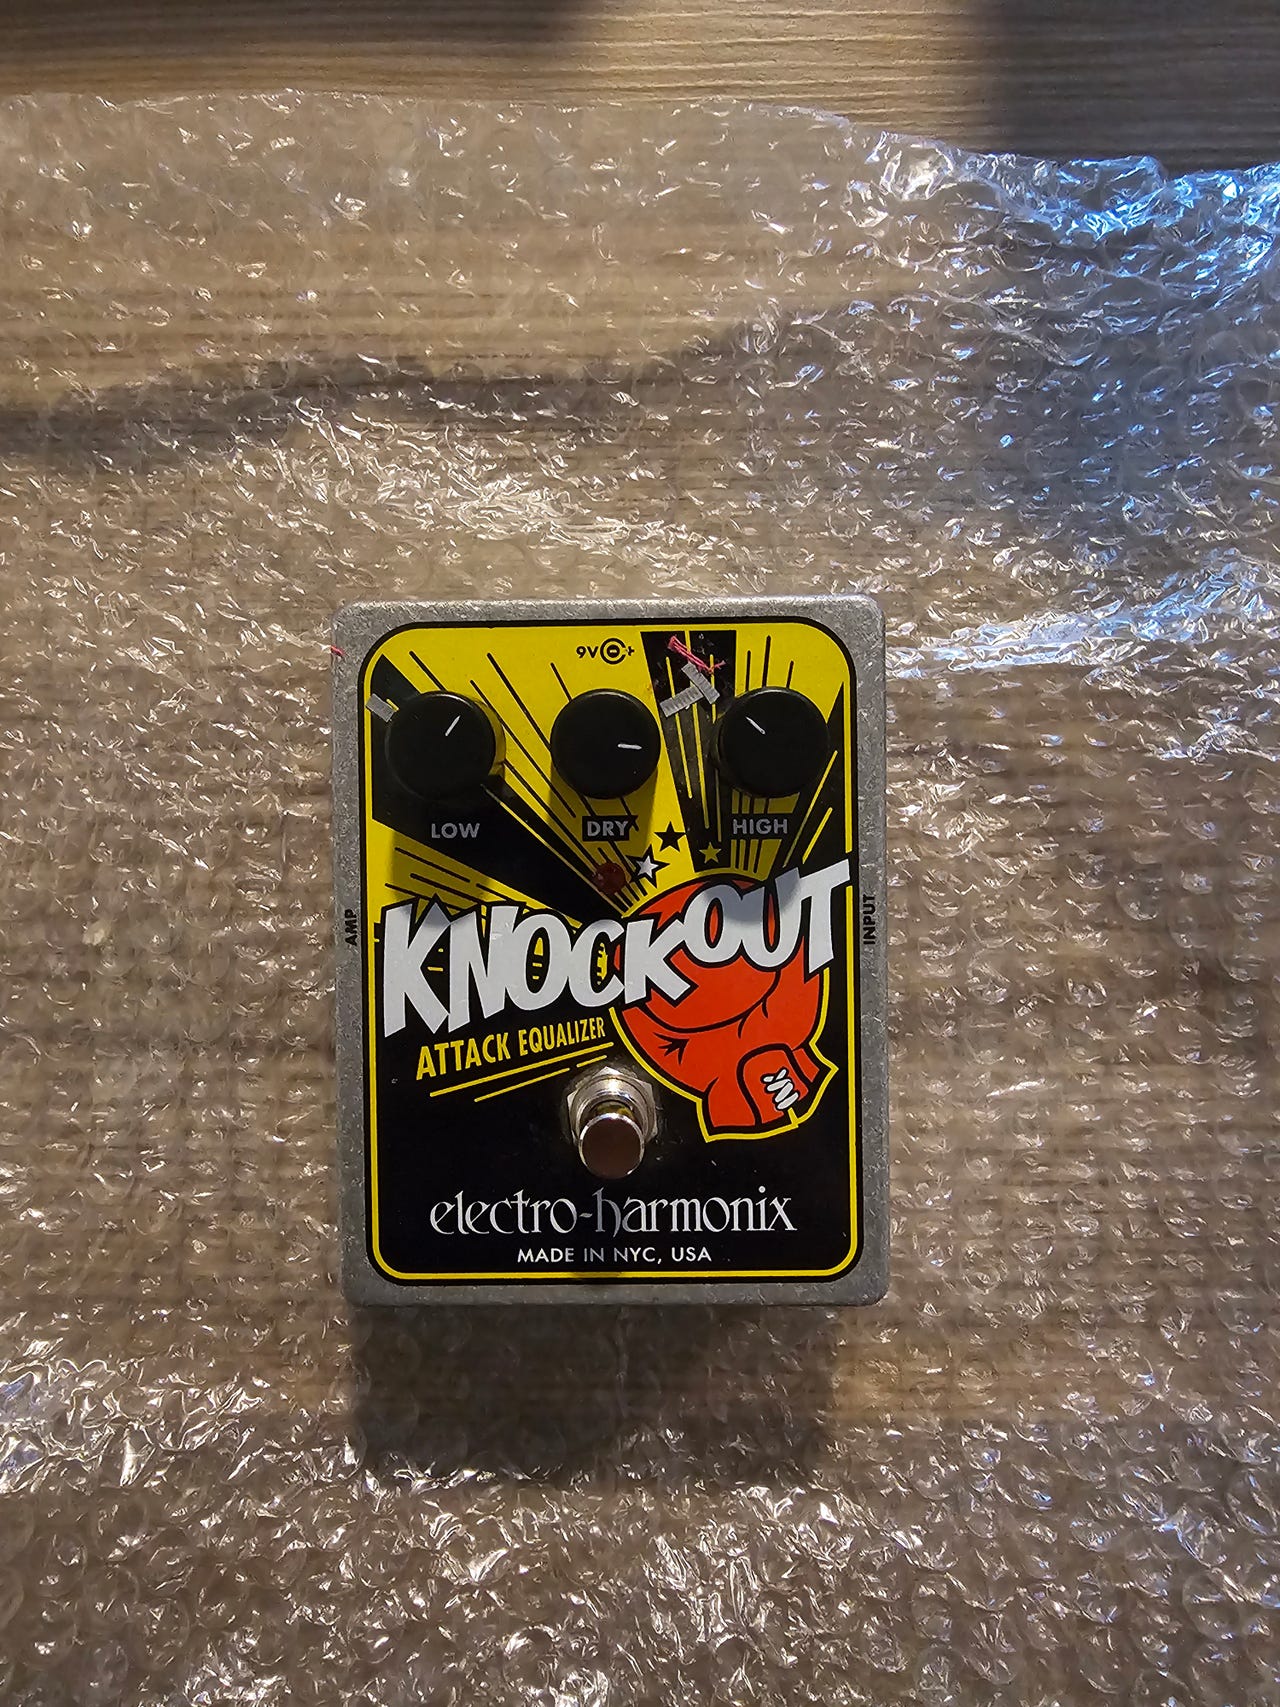 9V
LOW
DRY
HIGH
AMP
INPUT
KNOCKOUT
ATTACK EQUALIZER
electro-harmonix
MADE IN NYC, USA